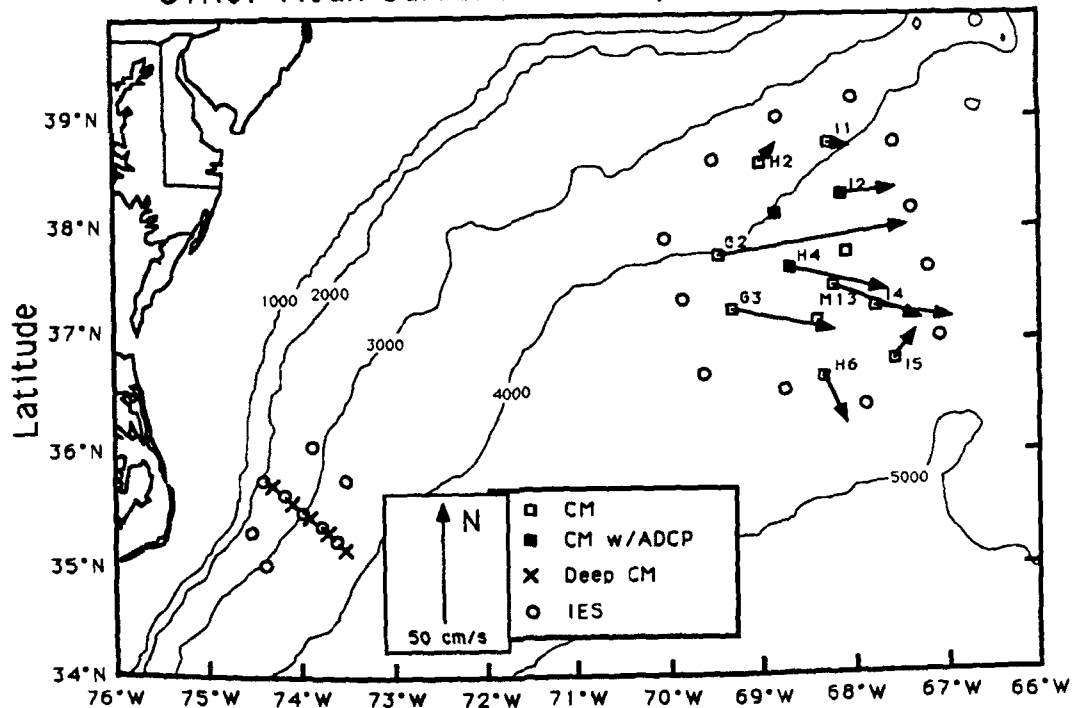 39°N
38°N
37°N
36°N
35°N
34°N
Latitude
76°W 75°W 74°W 73°W 72°W 71°W 70°W 69°W 68°W 67°W 66°W
1000
2000
3000
4000
5000
I1
H2
I2
G2
H4
G3
M13
I4
I5
H6
N
50 cm/s
CM
CM w/ADCP
Deep CM
IES